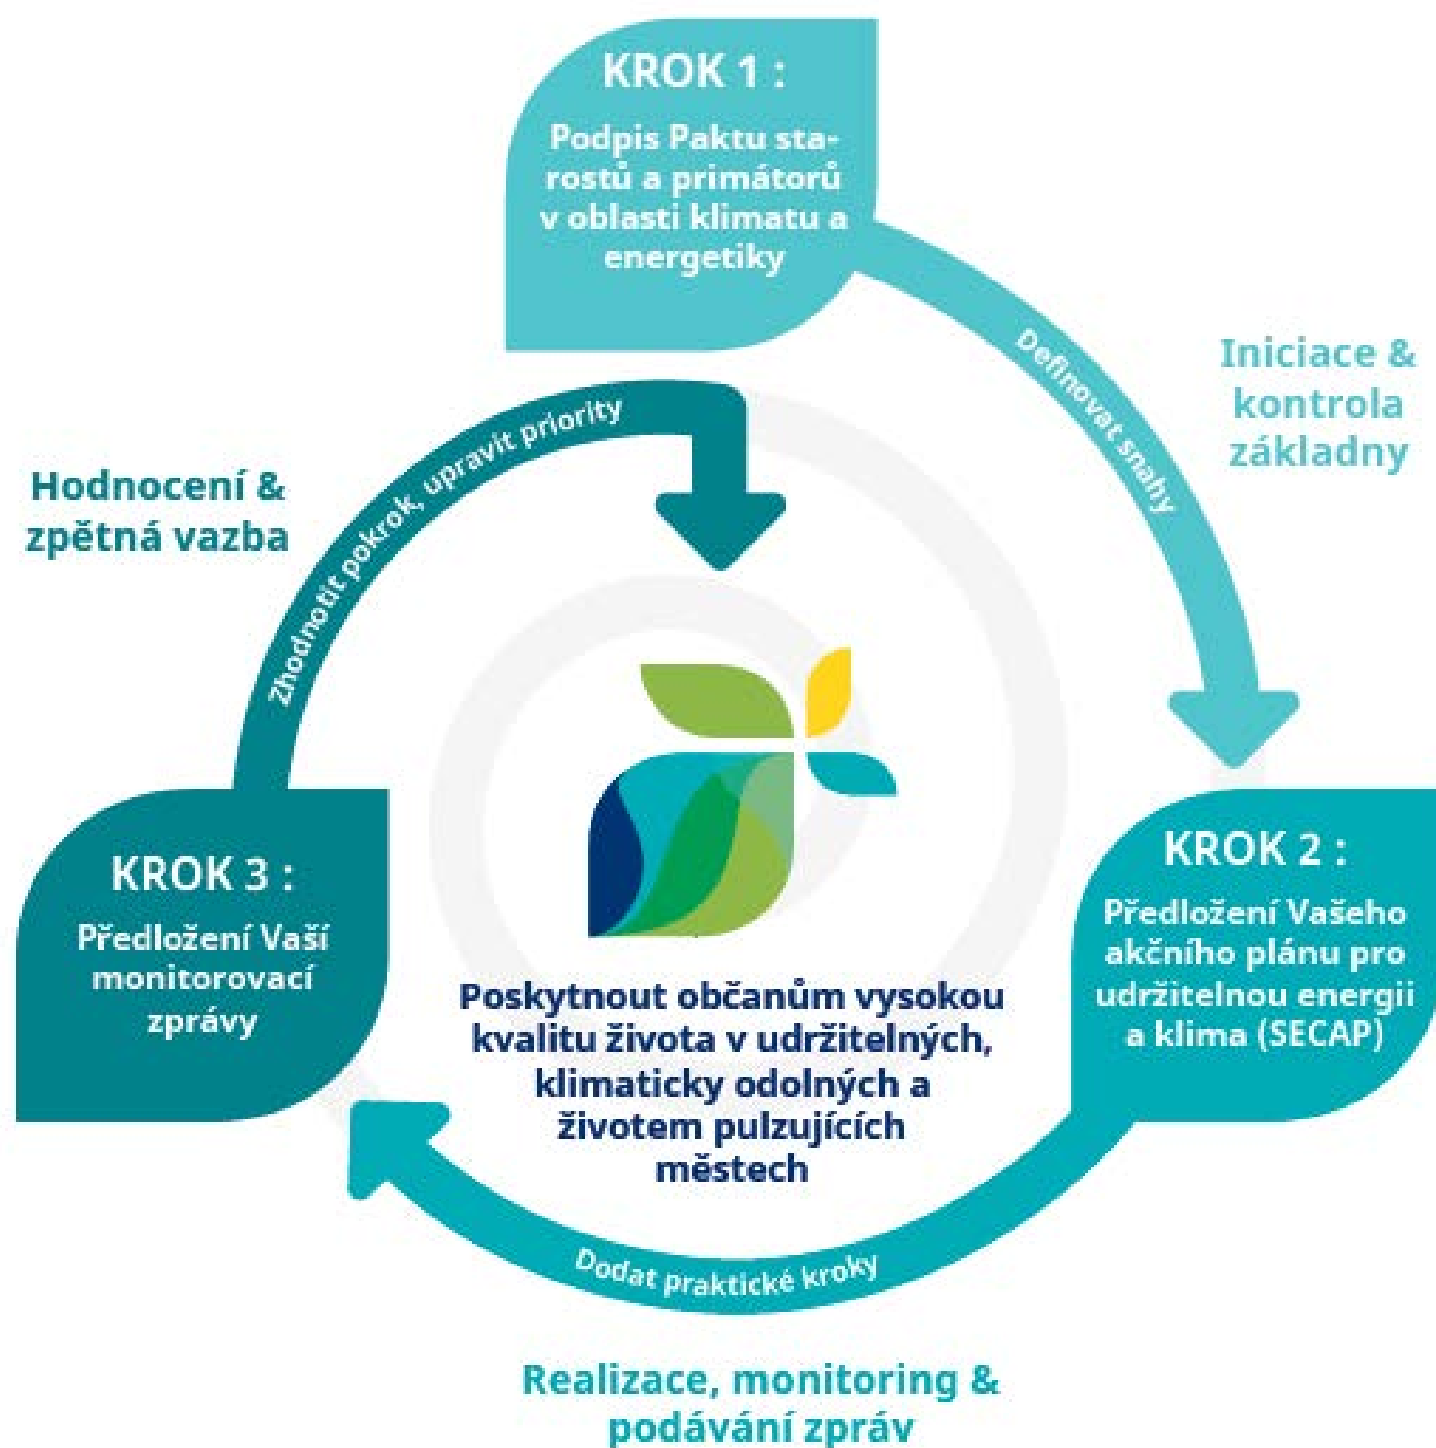 KROK 1 :
Podpis Paktu sta-
rostů a primátorů
v oblasti klimatu a
energetiky
Definovat snahy
Iniciace &
kontrola
základny
KROK 2 :
Předložení Vašeho
akčního plánu pro
udržitelnou energii
a klima (SECAP)
Dodat praktické kroky
Realizace, monitoring &
podávání zpráv
KROK 3 :
Předložení Vaší
monitorovací
zprávy
Zhodnotit pokrok, upravit priority
Hodnocení &
zpětná vazba
Poskytnout občanům vysokou
kvalitu života v udržitelných,
klimaticky odolných a
životem pulzujících
městech